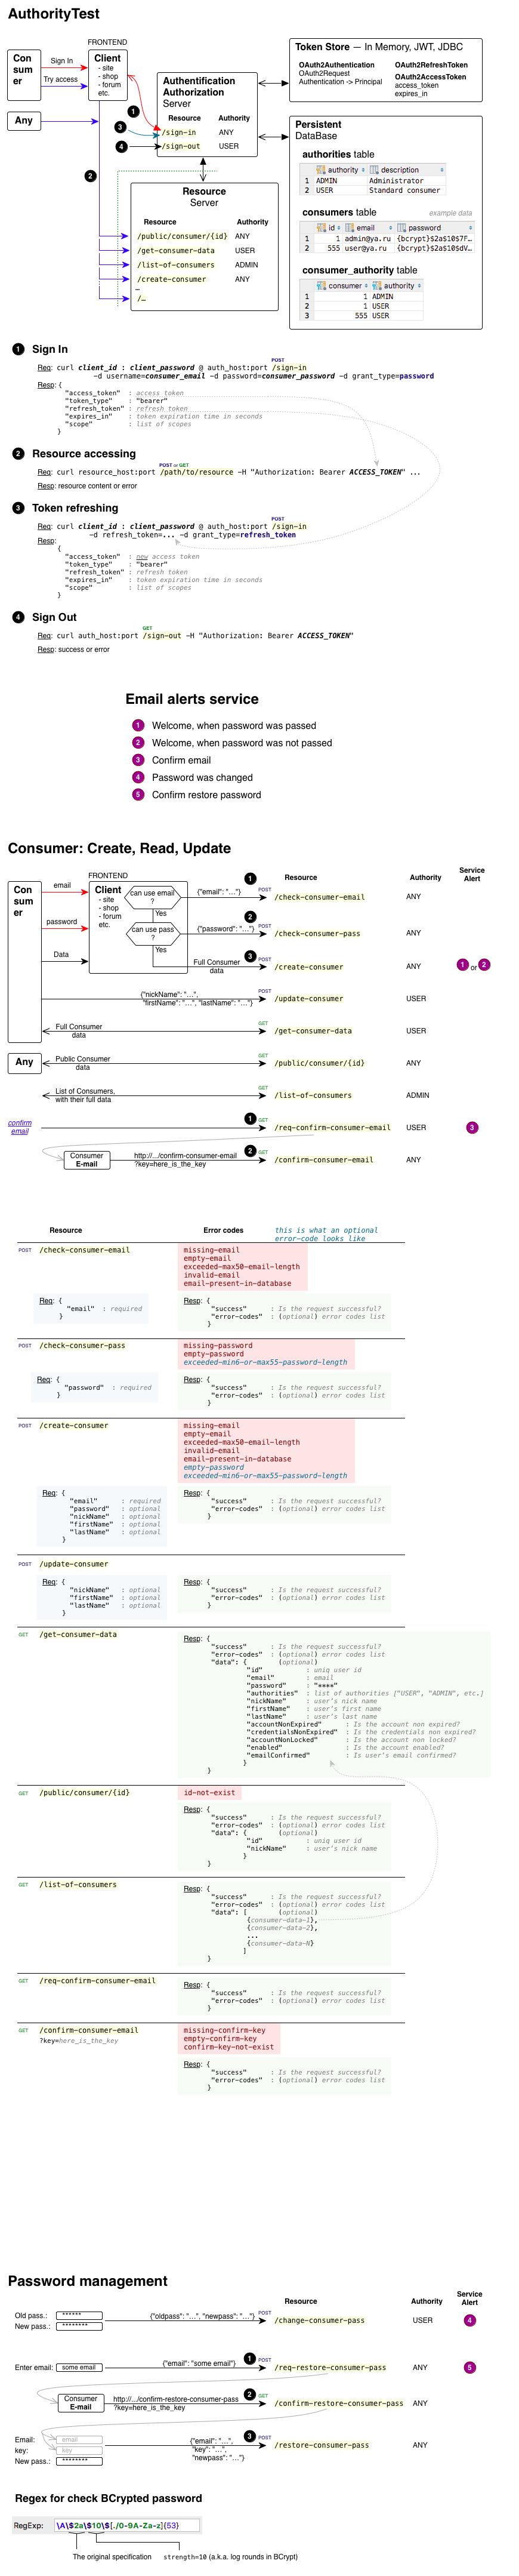 AuthorityTest
FRONTEND
Con
sum
er
Sign In
Try access
Client
- site
- shop
- forum
etc.
Any
1
2
3
4
Authentification
Authorization
Server
Resource Authority
/sign-in ANY
/sign-out USER
Token Store — In Memory, JWT, JDBC
OAuth2Authentication
OAuth2Request
Authentication -> Principal
OAuth2RefreshToken
OAuth2AccessToken
access_token
expires_in
Resource
Server
Resource Authority
/public/consumer/{id} ANY
/get-consumer-data USER
/list-of-consumers ADMIN
/create-consumer ANY
…
/…
Persistent
DataBase
authorities table
authority description
1 ADMIN Administrator
2 USER Standard consumer
consumers table example data
id email password
1 admin@ya.ru {bcrypt}$2a$10$7F…
555 user@ya.ru {bcrypt}$2a$10$dV…
consumer_authority table
consumer authority
1 1 ADMIN
2 1 USER
3 555 USER
1 Sign In
POST
Req: curl client_id : client_password @ auth_host:port /sign-in
-d username=consumer_email -d password=consumer_password -d grant_type=password
Resp: {
"access_token" : access token
"token_type" : "bearer"
"refresh_token" : refresh token
"expires_in" : token expiration time in seconds
"scope" : list of scopes
}
2 Resource accessing
POST or GET
Req: curl resource_host:port /path/to/resource -H "Authorization: Bearer ACCESS_TOKEN" ...
Resp: resource content or error
3 Token refreshing
POST
Req: curl client_id : client_password @ auth_host:port /sign-in
-d refresh_token=... -d grant_type=refresh_token
Resp:
{
"access_token" : new access token
"token_type" : "bearer"
"refresh_token" : refresh token
"expires_in" : token expiration time in seconds
"scope" : list of scopes
}
4 Sign Out
GET
Req: curl auth_host:port /sign-out -H "Authorization: Bearer ACCESS_TOKEN"
Resp: success or error
Email alerts service
1 Welcome, when password was passed
2 Welcome, when password was not passed
3 Confirm email
4 Password was changed
5 Confirm restore password
Consumer: Create, Read, Update
FRONTEND
Resource Authority Service
Alert
Con
sum
er
email
password
Data
Client
- site
- shop
- forum
etc.
can use email
?
Yes
can use pass
?
Yes
1
{"email": "…"} POST /check-consumer-email ANY
2
{"password": "…"} POST /check-consumer-pass ANY
3
Full Consumer
data
POST /create-consumer ANY 1 or 2
{"nickName": "…",
"firstName": "…", "lastName": "…"}
POST /update-consumer USER
Full Consumer
data
GET /get-consumer-data USER
Any
Public Consumer
data
GET /public/consumer/{id} ANY
List of Consumers,
with their full data
GET /list-of-consumers ADMIN
confirm
email
1 GET /req-confirm-consumer-email USER 3
Consumer
E-mail
http://.../confirm-consumer-email
?key=here_is_the_key
2 GET /confirm-consumer-email ANY
Resource Error codes this is what an optional
error-code looks like
POST /check-consumer-email
missing-email
empty-email
exceeded-max50-email-length
invalid-email
email-present-in-database
Req: {
"email" : required
}
Resp: {
"success" : Is the request successful?
"error-codes" : (optional) error codes list
}
POST /check-consumer-pass
missing-password
empty-password
exceeded-min6-or-max55-password-length
Req: {
"password" : required
}
Resp: {
"success" : Is the request successful?
"error-codes" : (optional) error codes list
}
POST /create-consumer
missing-email
empty-email
exceeded-max50-email-length
invalid-email
email-present-in-database
empty-password
exceeded-min6-or-max55-password-length
Req: {
"email" : required
"password" : optional
"nickName" : optional
"firstName" : optional
"lastName" : optional
}
Resp: {
"success" : Is the request successful?
"error-codes" : (optional) error codes list
}
POST /update-consumer
Req: {
"nickName" : optional
"firstName" : optional
"lastName" : optional
}
Resp: {
"success" : Is the request successful?
"error-codes" : (optional) error codes list
}
GET /get-consumer-data
Resp: {
"success" : Is the request successful?
"error-codes" : (optional) error codes list
"data": { (optional)
"id" : uniq user id
"email" : email
"password" : "****"
"authorities" : list of authorities ["USER", "ADMIN", etc.]
"nickName" : user's nick name
"firstName" : user's first name
"lastName" : user's last name
"accountNonExpired" : Is the account non expired?
"credentialsNonExpired" : Is the credentials non expired?
"accountNonLocked" : Is the account non locked?
"enabled" : Is the account enabled?
"emailConfirmed" : Is user's email confirmed?
}
}
GET /public/consumer/{id}
id-not-exist
Resp: {
"success" : Is the request successful?
"error-codes" : (optional) error codes list
"data": { (optional)
"id" : uniq user id
"nickName" : user's nick name
}
}
GET /list-of-consumers
Resp: {
"success" : Is the request successful?
"error-codes" : (optional) error codes list
"data": [ (optional)
{consumer-data-1},
{consumer-data-2},
...
{consumer-data-N}
]
}
GET /req-confirm-consumer-email
Resp: {
"success" : Is the request successful?
"error-codes" : (optional) error codes list
}
GET /confirm-consumer-email
?key=here_is_the_key
missing-confirm-key
empty-confirm-key
confirm-key-not-exist
Resp: {
"success" : Is the request successful?
"error-codes" : (optional) error codes list
}
Password management
Resource Authority Service
Alert
Old pass.: ******
New pass.: ********
{"oldpass": "…", "newpass": "…"} POST /change-consumer-pass USER 4
Enter email: some email
{"email": "some email"} 1 POST /req-restore-consumer-pass ANY 5
Consumer
E-mail
http://.../confirm-restore-consumer-pass
?key=here_is_the_key
2 GET /confirm-restore-consumer-pass ANY
Email: email
key: key
New pass.: ********
{"email": "…",
"key": "…",
"newpass": "…"}
3 POST /restore-consumer-pass ANY
Regex for check BCrypted password
RegExp: \A\$2a\$10\$[./0-9A-Za-z]{53}
The original specification strength=10 (a.k.a. log rounds in BCrypt)